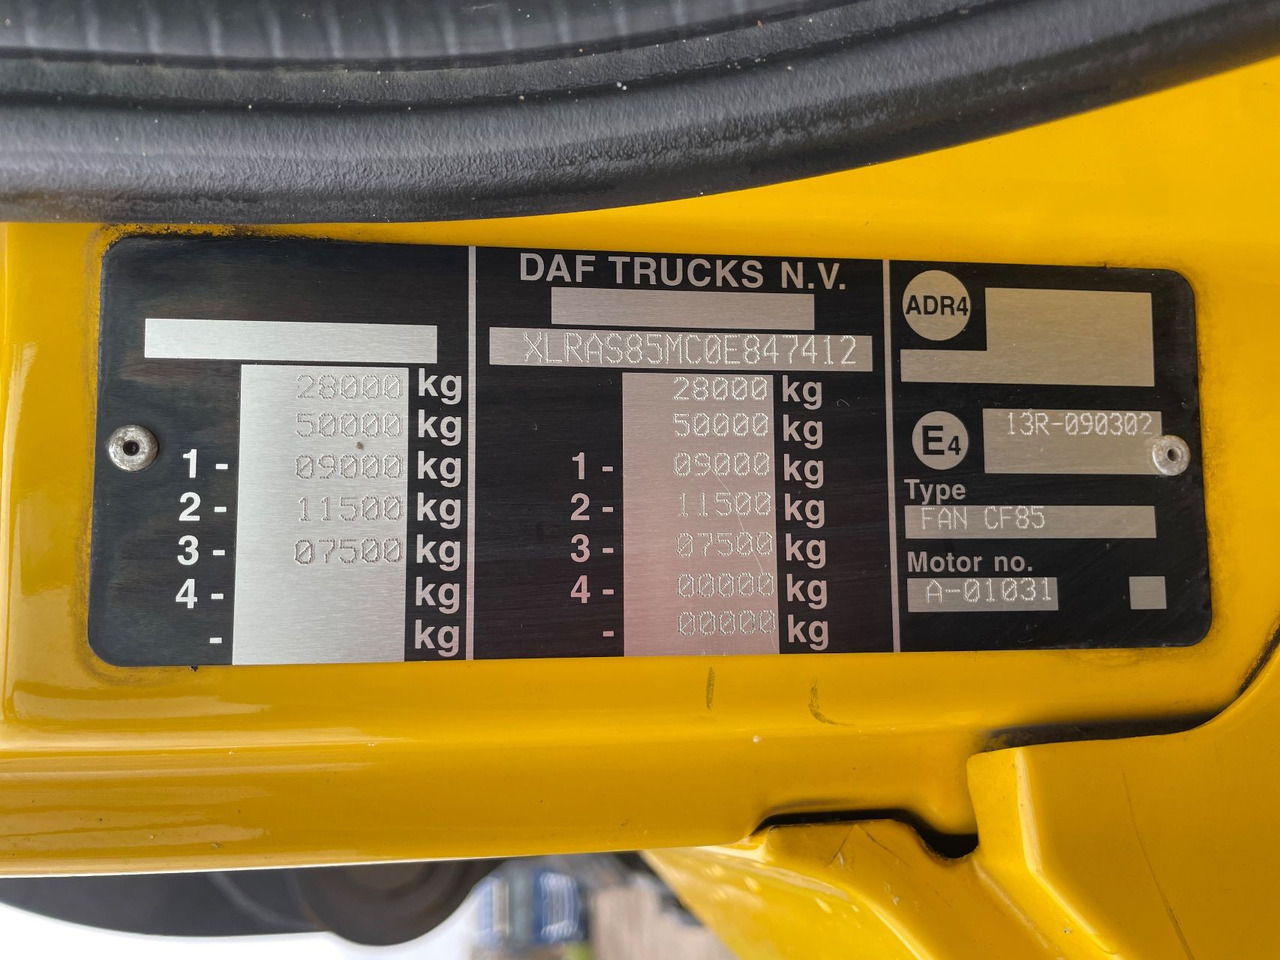 28000 kg
50000 kg
1- 09000 kg
2- 11500 kg
3- 07500 kg
4- kg
- kg
DAF TRUCKS N.V.
XLRAS85MC0E847412
28000 kg
50000 kg
1- 09000 kg
2- 11500 kg
3- 07500 kg
4- 00000 kg
- 00000 kg
ADR4
E4 13R-090302
Type
FAN CF85
Motor no.
A-01031